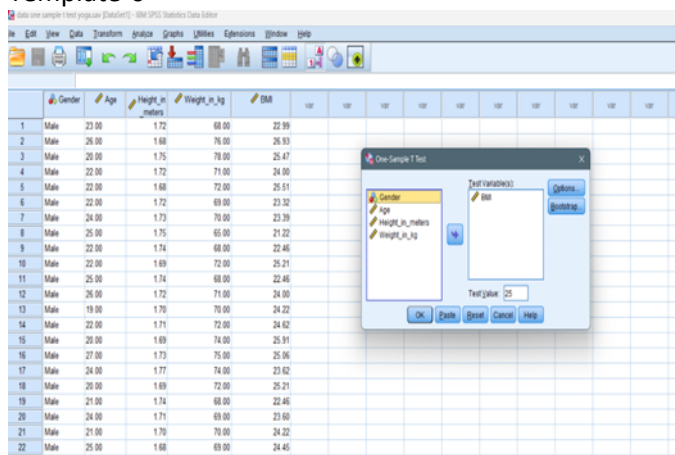 data one sample t test yoga.sav [DataSet1] - IBM SPSS Statistics Data Editor
Edit View Data Transform Analyze Graphs Utilities Extensions Window Help
Gender Age Height_in_meters Weight_in_kg BMI var var var var var var var var var
1 Male 23.00 1.72 68.00 22.99
2 Male 26.00 1.68 76.00 26.93
3 Male 20.00 1.75 78.00 25.47
4 Male 22.00 1.72 71.00 24.00
5 Male 22.00 1.68 72.00 25.51
6 Male 22.00 1.72 69.00 23.32
7 Male 24.00 1.73 70.00 23.39
8 Male 25.00 1.75 65.00 21.22
9 Male 22.00 1.74 68.00 22.46
10 Male 22.00 1.69 72.00 25.21
11 Male 25.00 1.74 68.00 22.46
12 Male 26.00 1.72 71.00 24.00
13 Male 19.00 1.70 70.00 24.22
14 Male 22.00 1.71 72.00 24.62
15 Male 20.00 1.69 74.00 25.91
16 Male 27.00 1.73 75.00 25.06
17 Male 24.00 1.77 74.00 23.62
18 Male 20.00 1.69 72.00 25.21
19 Male 21.00 1.74 68.00 22.46
20 Male 24.00 1.71 69.00 23.60
21 Male 21.00 1.70 70.00 24.22
22 Male 25.00 1.68 69.00 24.45
One-Sample T Test
Test Variable(s):
Gender
Age
Height_in_meters
Weight_in_kg
BMI
Options...
Bootstrap...
Test Value: 25
OK Paste Reset Cancel Help